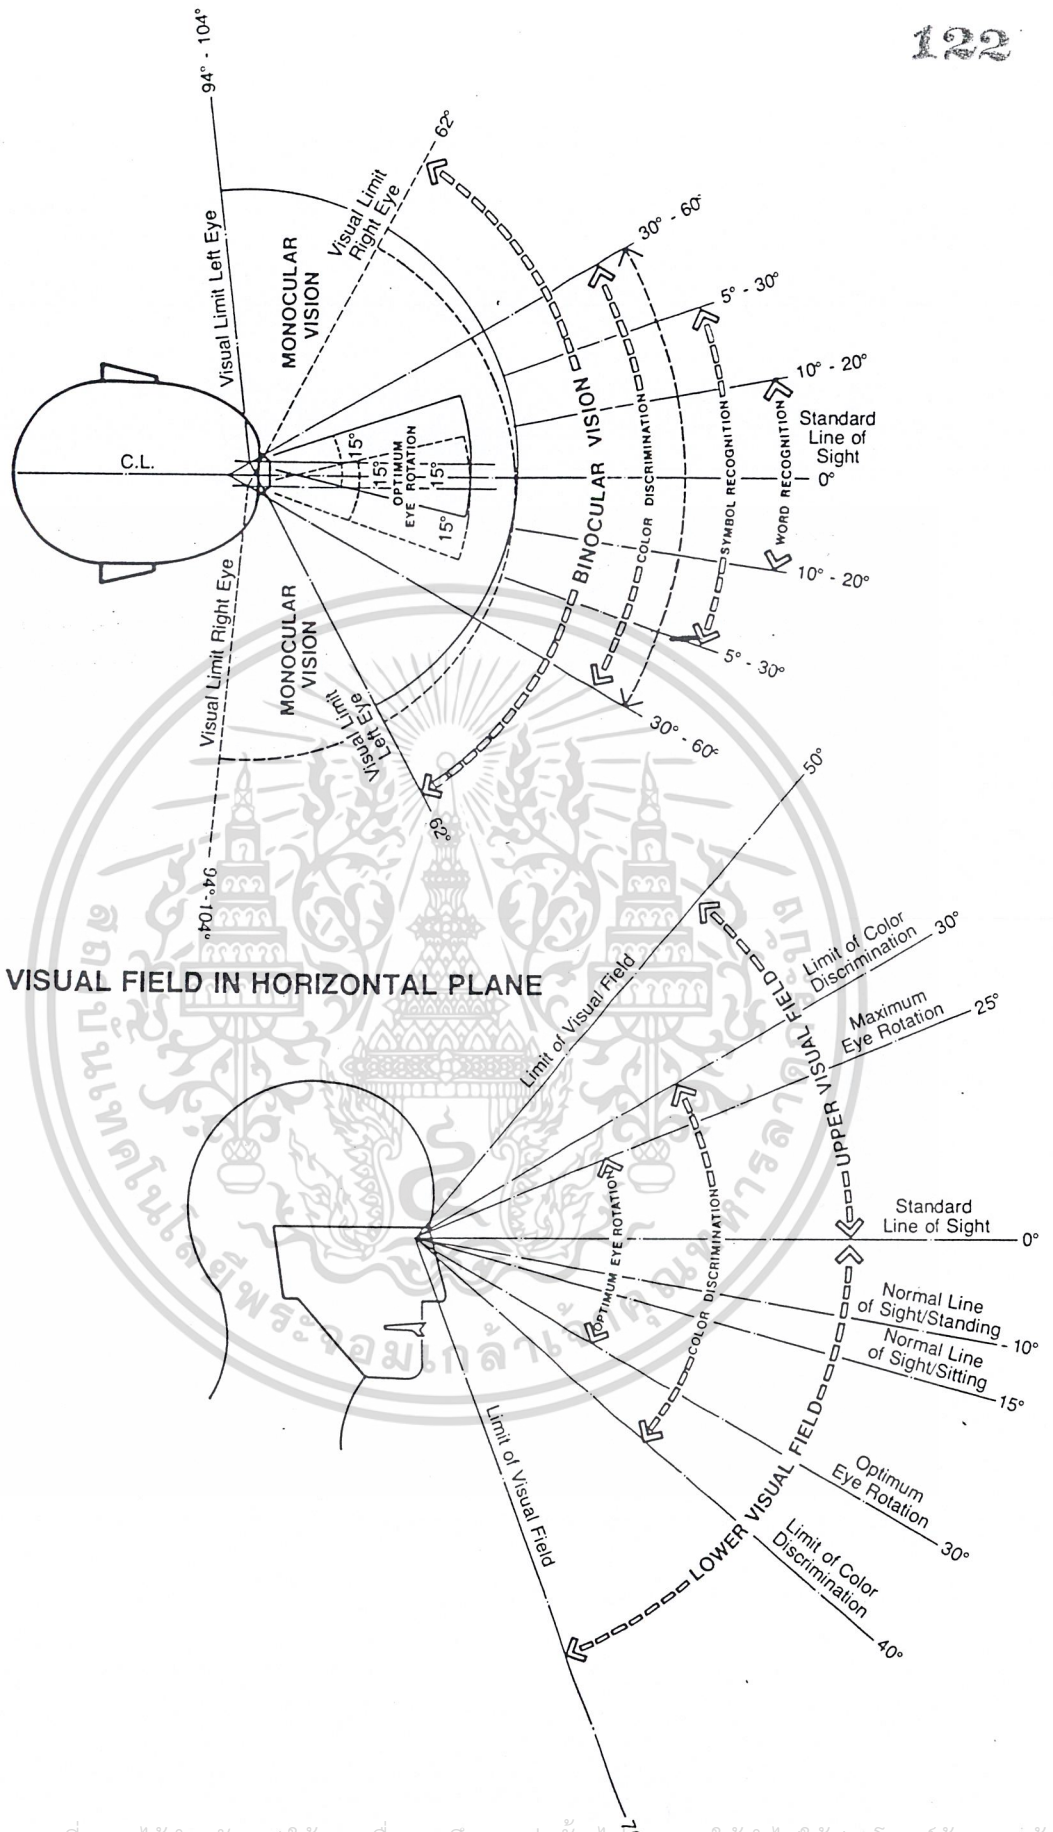 122
94° - 104°
Visual Limit Left Eye
MONOCULAR
VISION
Visual Limit
Right Eye
62°
30° - 60°
5° - 30°
10° - 20°
Standard
Line of
Sight
0°
C.L.
15°
15°
15°
15°
OPTIMUM
EYE ROTATION
BINOCULAR VISION
COLOR DISCRIMINATION
SYMBOL RECOGNITION
WORD RECOGNITION
10° - 20°
5° - 30°
30° - 60°
Visual Limit Right Eye
MONOCULAR
VISION
Visual Limit
Left Eye
94°-104°
VISUAL FIELD IN HORIZONTAL PLANE
50°
Limit of Visual Field
Limit of Color
Discrimination
30°
Maximum
Eye Rotation
25°
UPPER VISUAL FIELD
OPTIMUM EYE ROTATION
COLOR DISCRIMINATION
Standard
Line of Sight
0°
Normal Line
of Sight/Standing
10°
Normal Line
of Sight/Sitting
15°
LOWER VISUAL FIELD
Optimum
Eye Rotation
30°
Limit of Color
Discrimination
40°
Limit of Visual Field